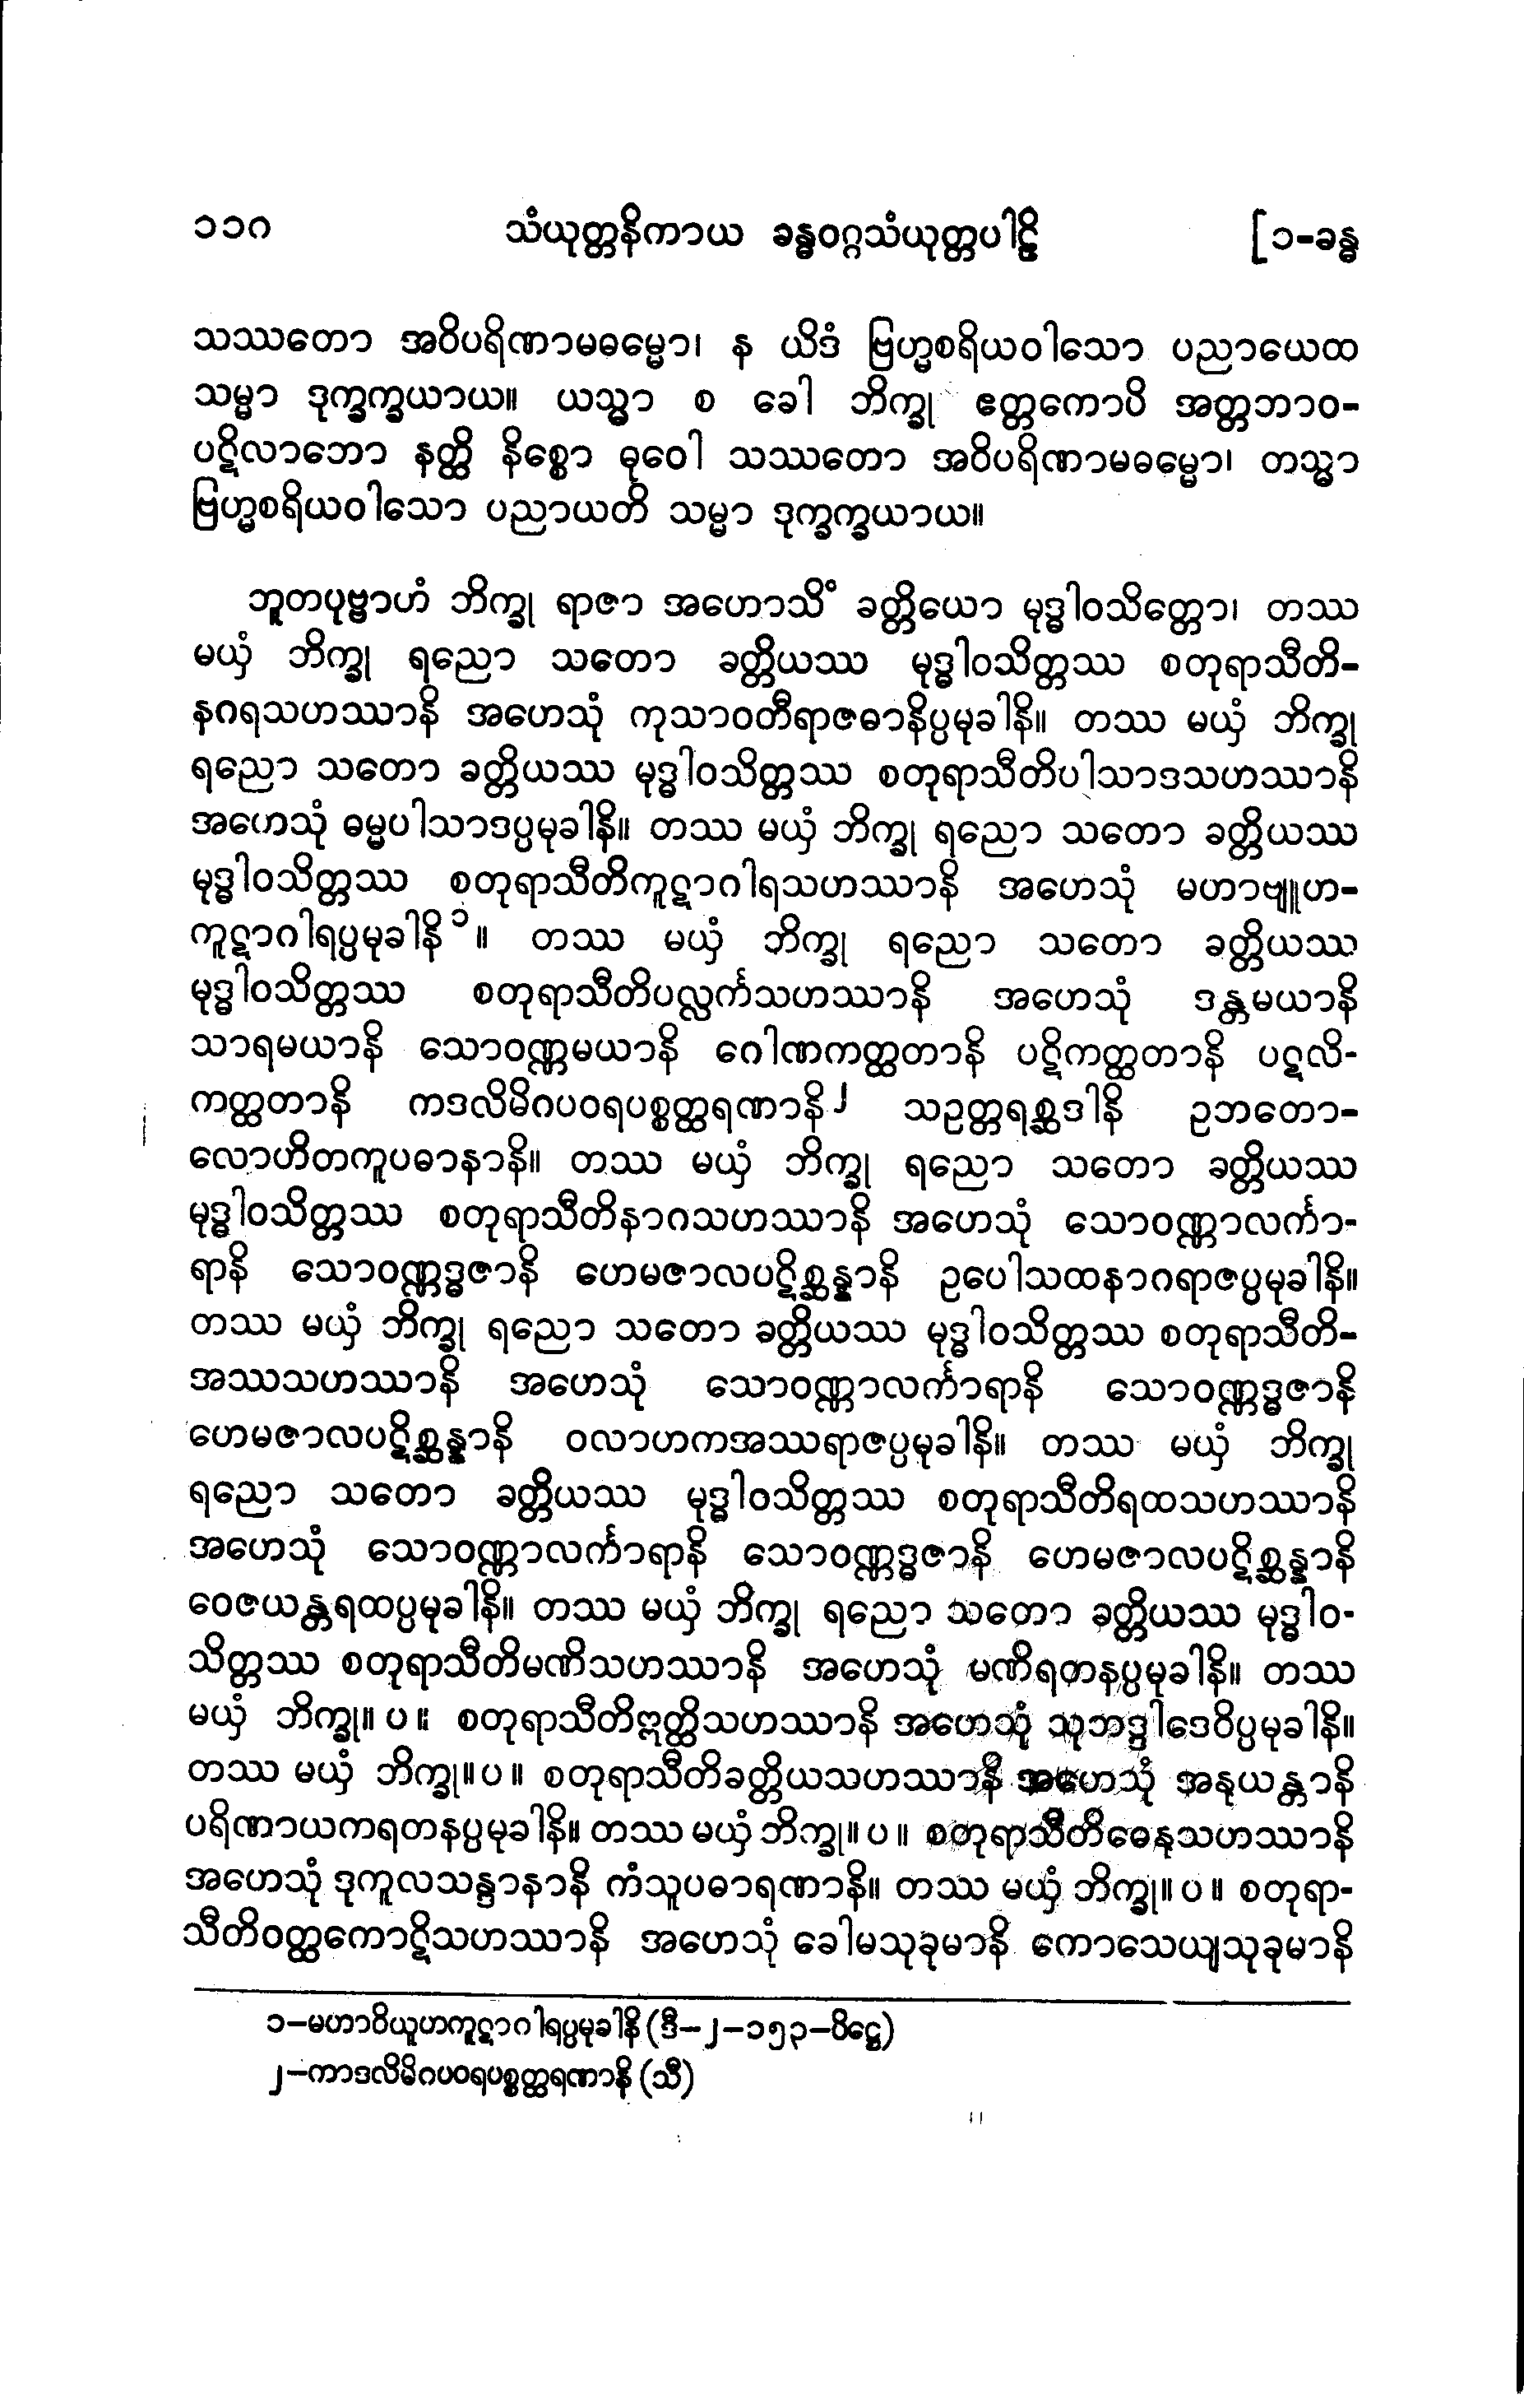 ၁၁၈ သံယုတ္တနိကာယ ခန္ဓဝဂ္ဂသံယုတ္တပါဠိ [၁-ခန္ဓ
သဿတော အဝိပရိဏာမဓမ္မော၊ န ယိဒံ ဗြဟ္မစရိယဝါသော ပညာယေထ
သမ္မာ ဒုက္ခက္ခယာယ။ ယသ္မာ စ ခေါ ဘိက္ခု ဧတ္တကောပိ အတ္တဘာဝ-
ပဋိလာဘော နတ္ထိ နိစ္စော ဓုဝေါ သဿတော အဝိပရိဏာမဓမ္မော၊ တသ္မာ
ဗြဟ္မစရိယဝါသော ပညာယတိ သမ္မာ ဒုက္ခက္ခယာယ။
ဘူတပုဗ္ဗာဟံ ဘိက္ခု ရာဇာ အဟောသိံ ခတ္တိယော မုဒ္ဓါဝသိတ္တော၊ တဿ
မယှံ ဘိက္ခု ရညော သတော ခတ္တိယဿ မုဒ္ဓါဝသိတ္တဿ စတုရာသီတိ-
နဂရသဟဿာနိ အဟေသုံ ကုသာဝတီရာဇဓာနိပ္ပမုခါနိ။ တဿ မယှံ ဘိက္ခု
ရညော သတော ခတ္တိယဿ မုဒ္ဓါဝသိတ္တဿ စတုရာသီတိပါသာဒသဟဿာနိ
အဟေသုံ ဓမ္မပါသာဒပ္ပမုခါနိ။ တဿ မယှံ ဘိက္ခု ရညော သတော ခတ္တိယဿ
မုဒ္ဓါဝသိတ္တဿ စတုရာသီတိကူဋာဂါရသဟဿာနိ အဟေသုံ မဟာဗျူဟ-
ကူဋာဂါရပ္ပမုခါနိ၁။ တဿ မယှံ ဘိက္ခု ရညော သတော ခတ္တိယဿ
မုဒ္ဓါဝသိတ္တဿ စတုရာသီတိပလ္လင်္ကသဟဿာနိ အဟေသုံ ဒန္တမယာနိ
သာရမယာနိ သောဝဏ္ဏမယာနိ ဂေါဏကတ္ထတာနိ ပဋိကတ္ထတာနိ ပဋလိ-
ကတ္ထတာနိ ကဒလိမိဂပဝရပစ္စတ္ထရဏာနိ၂ သဥတ္တရစ္ဆဒါနိ ဥဘတော-
လောဟိတကူပဓာနာနိ။ တဿ မယှံ ဘိက္ခု ရညော သတော ခတ္တိယဿ
မုဒ္ဓါဝသိတ္တဿ စတုရာသီတိနာဂသဟဿာနိ အဟေသုံ သောဝဏ္ဏာလင်္ကာ-
ရာနိ သောဝဏ္ဏဒ္ဓဇာနိ ဟေမဇာလပဋိစ္ဆန္နာနိ ဥပေါသထနာဂရာဇပ္ပမုခါနိ။
တဿ မယှံ ဘိက္ခု ရညော သတော ခတ္တိယဿ မုဒ္ဓါဝသိတ္တဿ စတုရာသီတိ-
အဿသဟဿာနိ အဟေသုံ သောဝဏ္ဏာလင်္ကာရာနိ သောဝဏ္ဏဒ္ဓဇာနိ
ဟေမဇာလပဋိစ္ဆန္နာနိ ဝလာဟကအဿရာဇပ္ပမုခါနိ။ တဿ မယှံ ဘိက္ခု
ရညော သတော ခတ္တိယဿ မုဒ္ဓါဝသိတ္တဿ စတုရာသီတိရထသဟဿာနိ
အဟေသုံ သောဝဏ္ဏာလင်္ကာရာနိ သောဝဏ္ဏဒ္ဓဇာနိ ဟေမဇာလပဋိစ္ဆန္နာနိ
ဝေဇယန္တရထပ္ပမုခါနိ။ တဿ မယှံ ဘိက္ခု ရညော သတော ခတ္တိယဿ မုဒ္ဓါဝ-
သိတ္တဿ စတုရာသီတိမဏိသဟဿာနိ အဟေသုံ မဏိရတနပ္ပမုခါနိ။ တဿ
မယှံ ဘိက္ခု။ပ။ စတုရာသီတိဣတ္ထိသဟဿာနိ အဟေသုံ သုဘဒ္ဒါဒေဝိပ္ပမုခါနိ။
တဿ မယှံ ဘိက္ခု။ပ။ စတုရာသီတိခတ္တိယသဟဿာနိ အဟေသုံ အနုယန္တာနိ
ပရိဏာယကရတနပ္ပမုခါနိ။ တဿ မယှံ ဘိက္ခု။ပ။ စတုရာသီတိဓေနုသဟဿာနိ
အဟေသုံ ဒုကူလသန္ဒာနာနိ ကံသူပဓာရဏာနိ။ တဿ မယှံ ဘိက္ခု။ပ။ စတုရာ-
သီတိဝတ္ထကောဋိသဟဿာနိ အဟေသုံ ခေါမသုခုမာနိ ကောသေယျသုခုမာနိ
၁–မဟာဝိယူဟကူဋာဂါရပ္ပမုခါနိ (ဒီ–၂–၁၅၃–ပိဋ္ဌေ)
၂–ကာဒလိမိဂပဝရပစ္စတ္ထရဏာနိ (သီ)